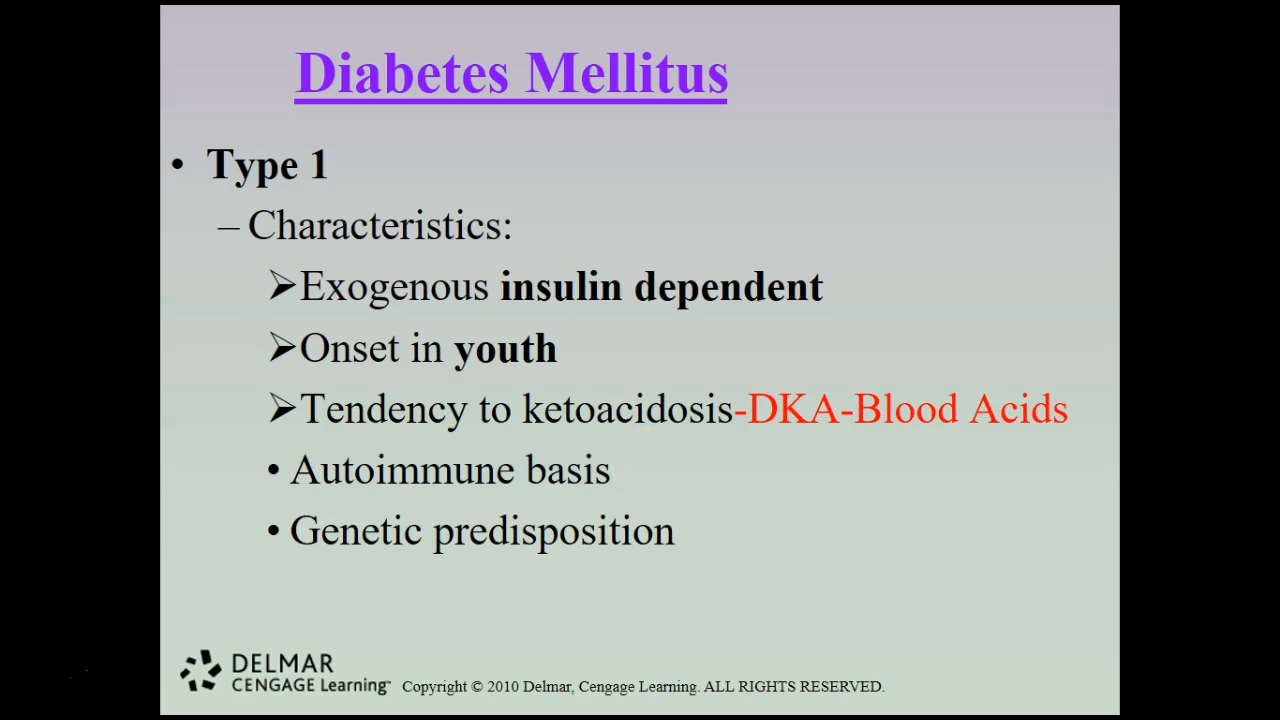 Diabetes Mellitus
• Type 1
– Characteristics:
➢Exogenous insulin dependent
➢Onset in youth
➢Tendency to ketoacidosis-DKA-Blood Acids
• Autoimmune basis
• Genetic predisposition
DELMAR
CENGAGE Learning™
Copyright © 2010 Delmar, Cengage Learning. ALL RIGHTS RESERVED.